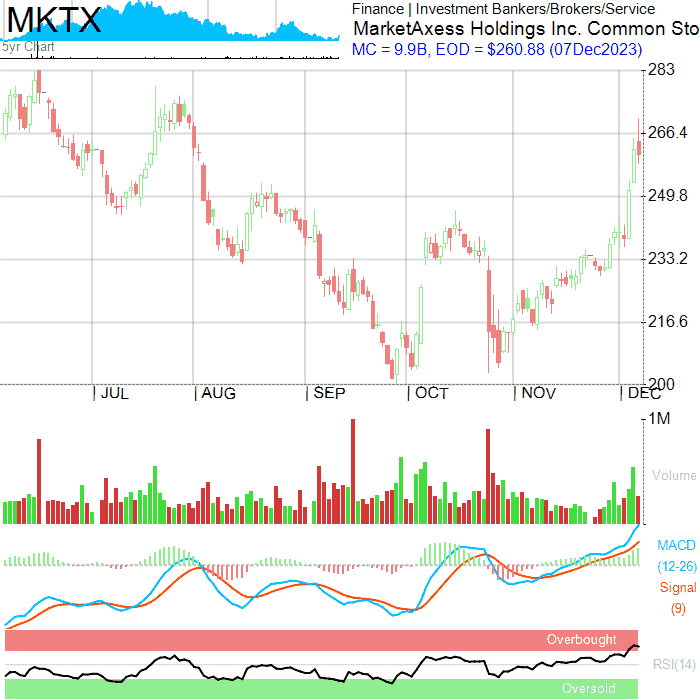 MKTX
Finance | Investment Bankers/Brokers/Service
MarketAxess Holdings Inc. Common Sto
MC = 9.9B, EOD = $260.88 (07Dec2023)
5yr Chart
283
266.4
249.8
233.2
216.6
200
| JUL | AUG | SEP | OCT | NOV | DEC
1M
Volume
MACD
(12-26)
Signal
(9)
Overbought
RSI(14)
Oversold